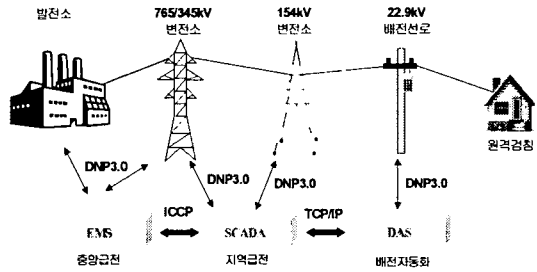 발전소
765/345kV
변전소
154kV
변전소
22.9kV
배전선로
원격검침
DNP3.0
DNP3.0
DNP3.0
DNP3.0
ICCP
TCP/IP
EMS
SCADA
DAS
중앙급전
지역급전
배전자동화